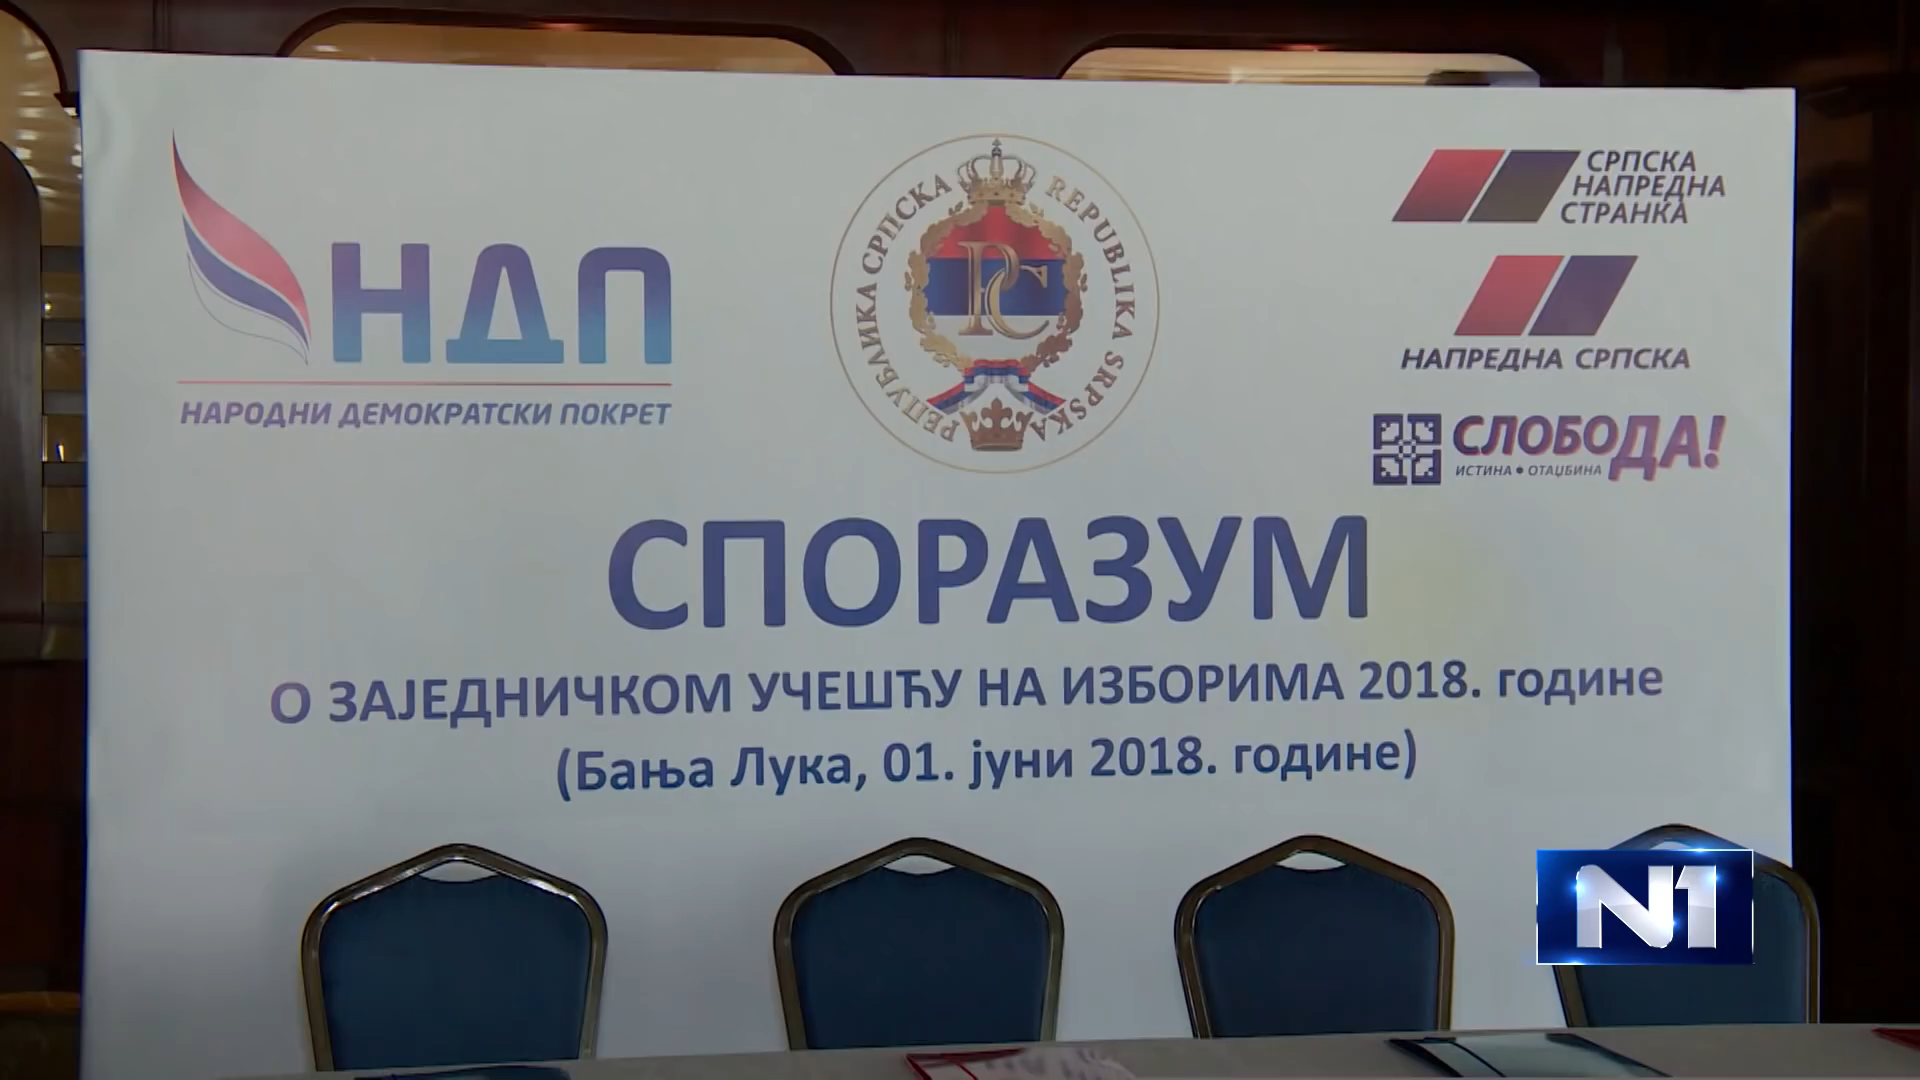 НДП
НАРОДНИ ДЕМОКРАТСКИ ПОКРЕТ
РЕПУБЛИКА СРПСКА
REPUBLIKA SRPSKA
РС
СРПСКА
НАПРЕДНА
СТРАНКА
НАПРЕДНА СРПСКА
СЛОБОДА!
ИСТИНА • ОТАЏБИНА
СПОРАЗУМ
О ЗАЈЕДНИЧКОМ УЧЕШЋУ НА ИЗБОРИМА 2018. године
(Бања Лука, 01. јуни 2018. године)
N1